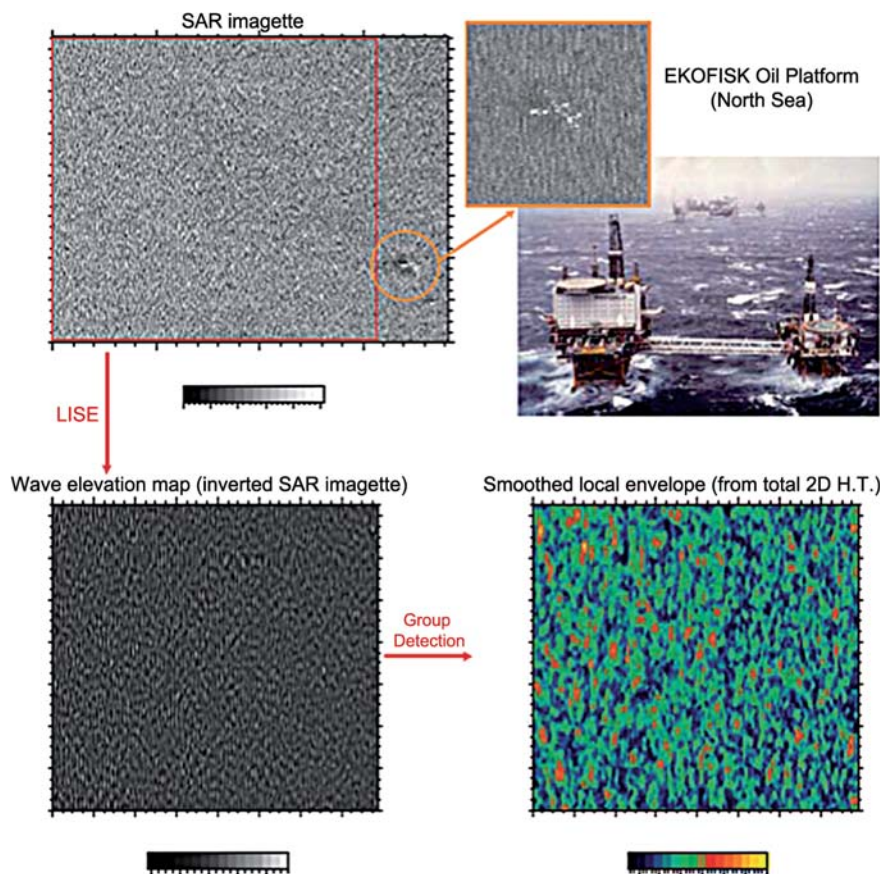 SAR imagette
EKOFISK Oil Platform
(North Sea)
LISE
Wave elevation map (inverted SAR imagette)
Smoothed local envelope (from total 2D H.T.)
Group
Detection